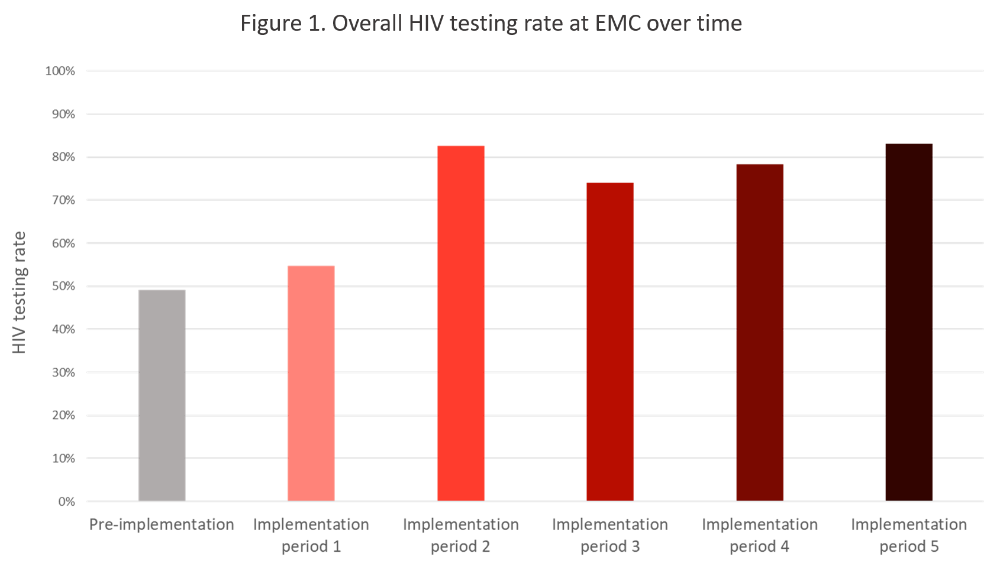 Figure 1. Overall HIV testing rate at EMC over time
100%
90%
80%
70%
60%
50%
40%
30%
20%
10%
0%
HIV testing rate
Pre-implementation
Implementation
period 1
Implementation
period 2
Implementation
period 3
Implementation
period 4
Implementation
period 5